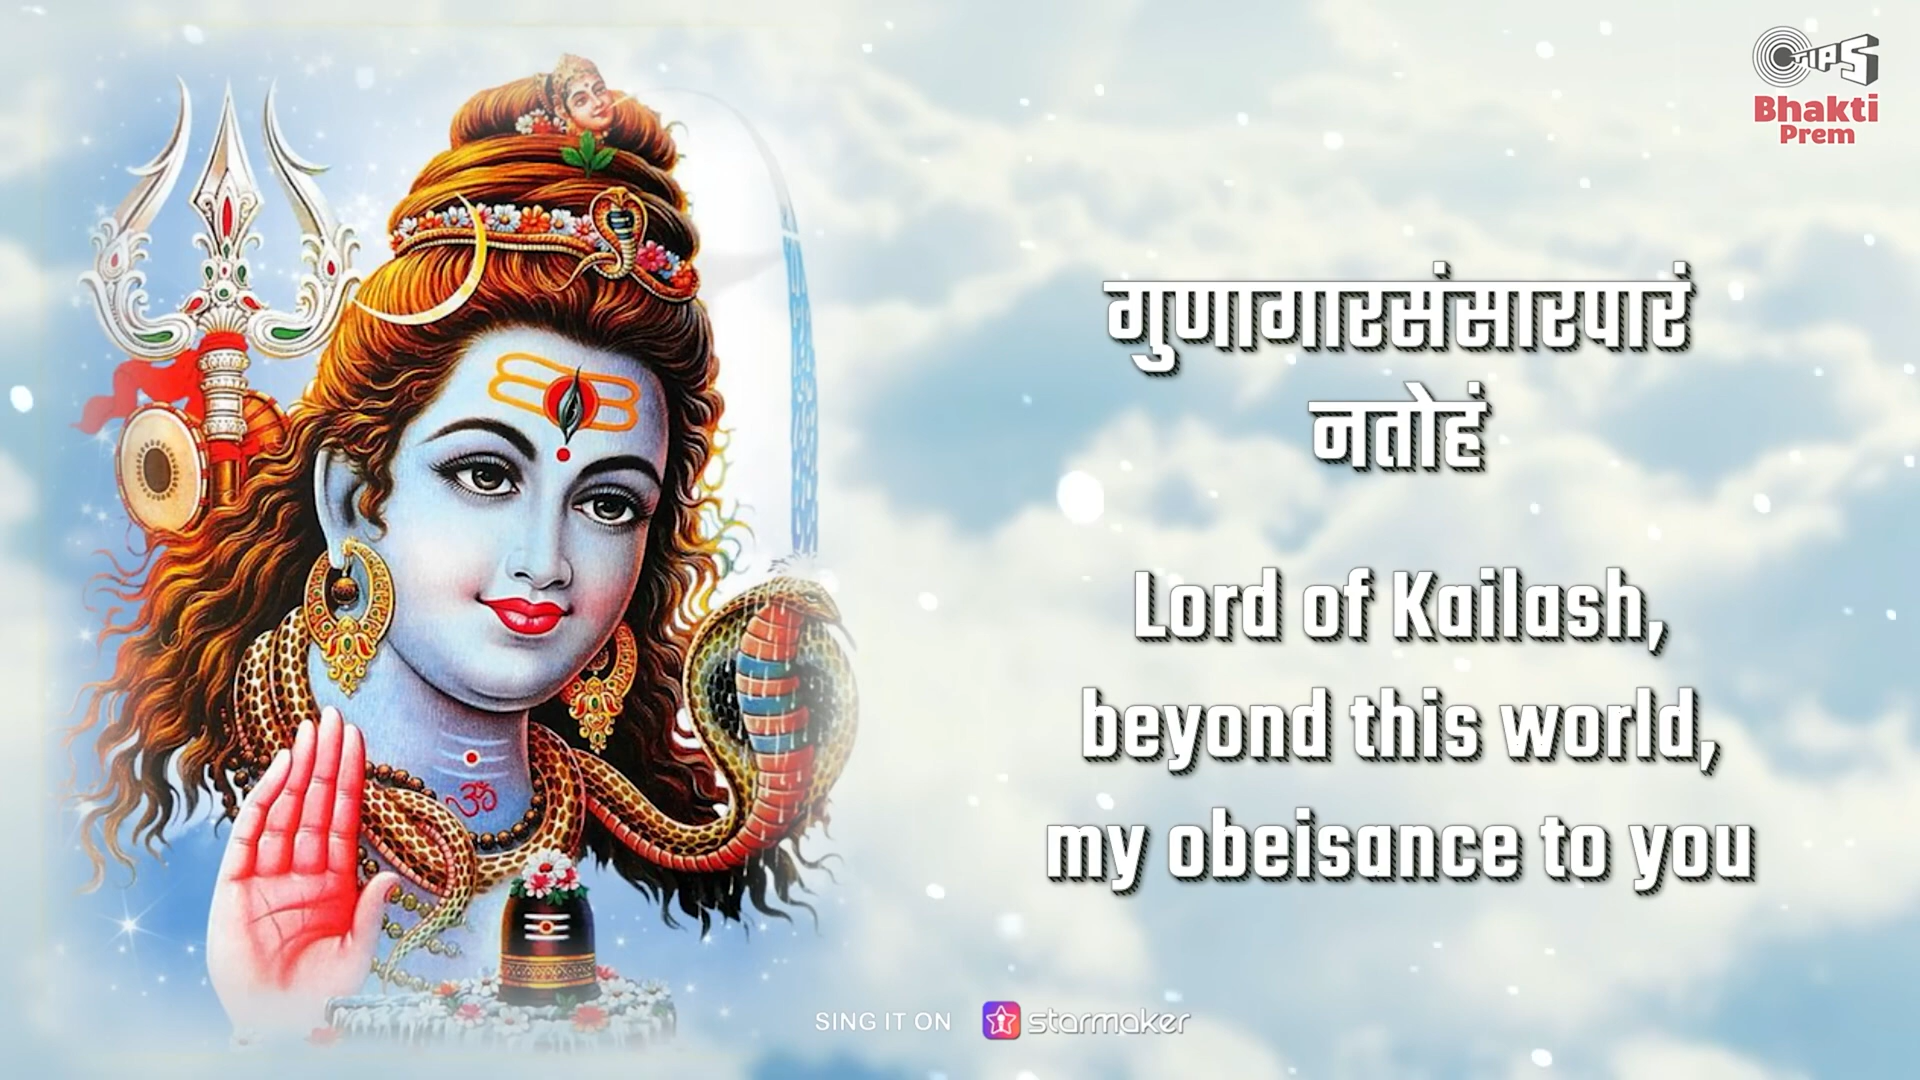 TIPS
Bhakti
Prem
गुणागारसंसारपारं
नतोहं
Lord of Kailash,
beyond this world,
my obeisance to you
ॐ
SING IT ON starmaker